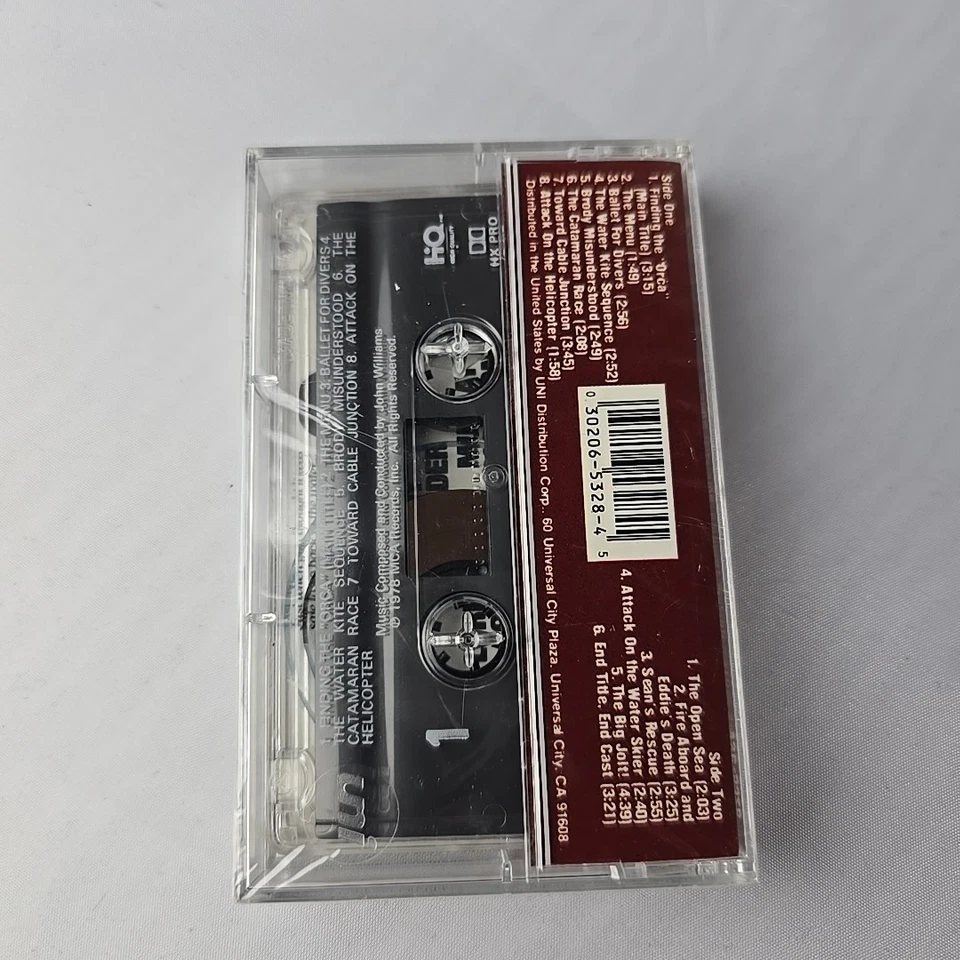 Side One
1. Finding the "Orca"
(Main Title) (3:15)
2. The Menu (1:49)
3. Ballet For Divers (2:56)
4. The Water Kite Sequence (2:52)
5. Brody Misunderstood (2:49)
6. The Catamaran Race (2:08)
7. Toward Cable Junction (3:45)
8. Attack On the Helicopter (1:58)
Distributed in the United States by UNI Distribution Corp., 60 Universal City Plaza, Universal City, CA 91608
0 30206-5328-4 5
Side Two
1. The Open Sea (2:03)
2. Fire Aboard and
Eddie's Death (3:25)
3. Sean's Rescue (2:55)
4. Attack On the Water Skier (2:40)
5. The Big Jolt! (4:39)
6. End Title, End Cast (3:21)
HQ
MX PRO
1
THE "ORCA" 2. THE MENU 3. BALLET FOR DIVERS 4.
THE WATER KITE SEQUENCE 5. BRODY MISUNDERSTOOD 6. THE
CATAMARAN RACE 7 TOWARD CABLE JUNCTION 8. ATTACK ON THE
HELICOPTER
Music Composed and Conducted by John Williams
© 1978 MCA Records, Inc. All Rights Reserved.